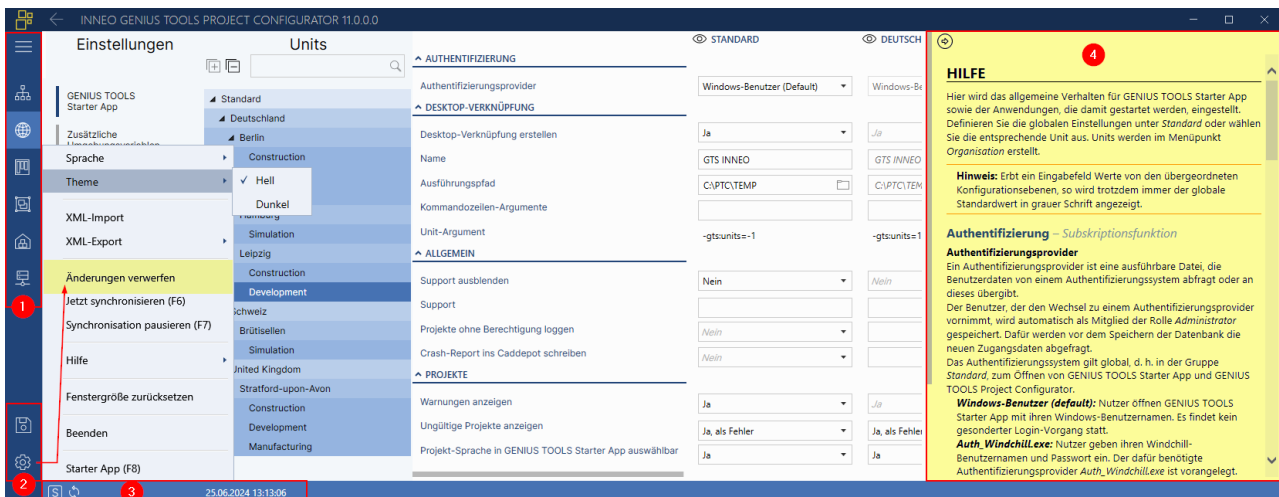 INNEO GENIUS TOOLS PROJECT CONFIGURATOR 11.0.0.0
Einstellungen
GENIUS TOOLS
Starter App
Zusätzliche
Sprache
Theme
XML-Import
XML-Export
Änderungen verwerfen
Jetzt synchronisieren (F6)
Synchronisation pausieren (F7)
Hilfe
Fenstergröße zurücksetzen
Beenden
Starter App (F8)
Hell
Dunkel
1
2
3
S
25.06.2024 13:13:06
Units
Standard
Deutschland
Berlin
Construction
Simulation
Leipzig
Construction
Development
Schweiz
Brütisellen
Simulation
United Kingdom
Stratford-upon-Avon
Construction
Development
Manufacturing
STANDARD
DEUTSCH
AUTHENTIFIZIERUNG
Authentifizierungsprovider
Windows-Benutzer (Default)
Windows-Be
DESKTOP-VERKNÜPFUNG
Desktop-Verknüpfung erstellen
Ja
Ja
Name
GTS INNEO
GTS INNEO
Ausführungspfad
C:\PTC\TEMP
C:\PTC\TEM
Kommandozeilen-Argumente
Unit-Argument
-gts:units=-1
-gts:units=1
ALLGEMEIN
Support ausblenden
Nein
Nein
Support
Projekte ohne Berechtigung loggen
Nein
Crash-Report ins Caddepot schreiben
Nein
PROJEKTE
Warnungen anzeigen
Ja
Ja
Ungültige Projekte anzeigen
Ja, als Fehler
Ja, als Fehler
Projekt-Sprache in GENIUS TOOLS Starter App auswählbar
Ja
Ja
4
HILFE
Hier wird das allgemeine Verhalten für GENIUS TOOLS Starter App
sowie der Anwendungen, die damit gestartet werden, eingestellt.
Definieren Sie die globalen Einstellungen unter Standard oder wählen
Sie die entsprechende Unit aus. Units werden im Menüpunkt
Organisation erstellt.
Hinweis: Erbt ein Eingabefeld Werte von den übergeordneten
Konfigurationsebenen, so wird trotzdem immer der globale
Standardwert in grauer Schrift angezeigt.
Authentifizierung – Subskriptionsfunktion
Authentifizierungsprovider
Ein Authentifizierungsprovider ist eine ausführbare Datei, die
Benutzerdaten von einem Authentifizierungssystem abfragt oder an
dieses übergibt.
Der Benutzer, der den Wechsel zu einem Authentifizierungsprovider
vornimmt, wird automatisch als Mitglied der Rolle Administrator
gespeichert. Dafür werden vor dem Speichern der Datenbank die
neuen Zugangsdaten abgefragt.
Das Authentifizierungssystem gilt global, d. h. in der Gruppe
Standard, zum Öffnen von GENIUS TOOLS Starter App und GENIUS
TOOLS Project Configurator.
Windows-Benutzer (default): Nutzer öffnen GENIUS TOOLS
Starter App mit ihren Windows-Benutzernamen. Es findet kein
gesonderter Login-Vorgang statt.
Auth_Windchill.exe: Nutzer geben ihren Windchill-
Benutzernamen und Passwort ein. Der dafür benötigte
Authentifizierungsprovider Auth_Windchill.exe ist vorangelegt.